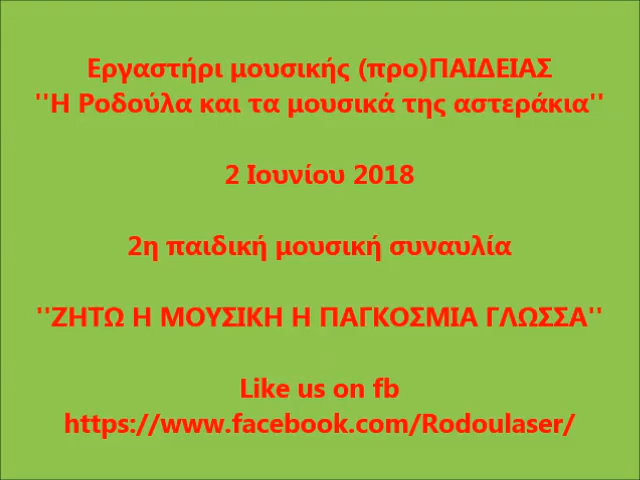 Εργαστήρι μουσικής (προ)ΠΑΙΔΕΙΑΣ
''Η Ροδούλα και τα μουσικά της αστεράκια''
2 Ιουνίου 2018
2η παιδική μουσική συναυλία
''ΖΗΤΩ Η ΜΟΥΣΙΚΗ Η ΠΑΓΚΟΣΜΙΑ ΓΛΩΣΣΑ''
Like us on fb
https://www.facebook.com/Rodoulaser/